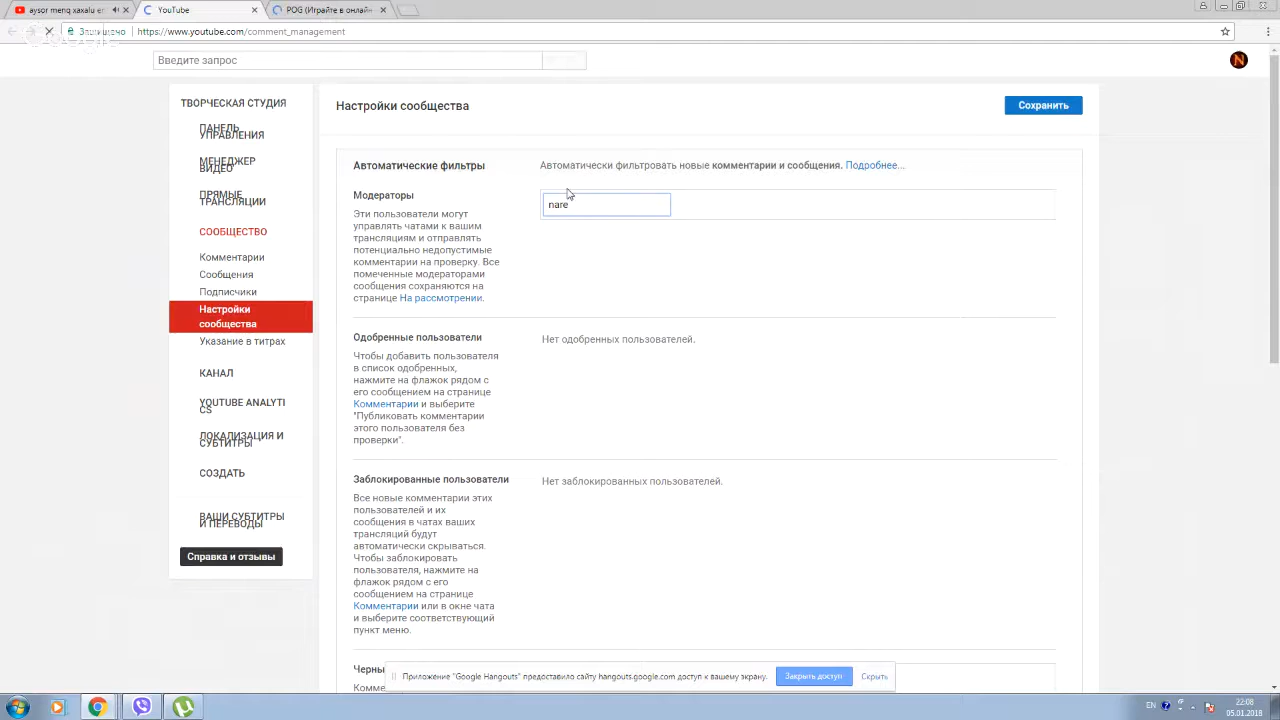 aysor menq xaxalu e
YouTube
POG (Играйте в онлайн
Защищено
https://www.youtube.com/comment_management
Введите запрос
N
ТВОРЧЕСКАЯ СТУДИЯ
ПАНЕЛЬ
УПРАВЛЕНИЯ
МЕНЕДЖЕР
ВИДЕО
ПРЯМЫЕ
ТРАНСЛЯЦИИ
СООБЩЕСТВО
Комментарии
Сообщения
Подписчики
Настройки
сообщества
Указание в титрах
КАНАЛ
YOUTUBE ANALYTI
CS
ЛОКАЛИЗАЦИЯ И
СУБТИТРЫ
СОЗДАТЬ
ВАШИ СУБТИТРЫ
И ПЕРЕВОДЫ
Справка и отзывы
Настройки сообщества
Сохранить
Автоматические фильтры
Автоматически фильтровать новые комментарии и сообщения. Подробнее...
Модераторы
nare
Эти пользователи могут
управлять чатами к вашим
трансляциям и отправлять
потенциально недопустимые
комментарии на проверку. Все
помеченные модераторами
сообщения сохраняются на
странице На рассмотрении.
Одобренные пользователи
Нет одобренных пользователей.
Чтобы добавить пользователя
в список одобренных,
нажмите на флажок рядом с
его сообщением на странице
Комментарии и выберите
"Публиковать комментарии
этого пользователя без
проверки".
Заблокированные пользователи
Нет заблокированных пользователей.
Все новые комментарии этих
пользователей и их
сообщения в чатах ваших
трансляций будут
автоматически скрываться.
Чтобы заблокировать
пользователя, нажмите на
флажок рядом с его
сообщением на странице
Комментарии или в окне чата
и выберите соответствующий
пункт меню.
Черны
Комме
Приложение "Google Hangouts" предоставило сайту hangouts.google.com доступ к вашему экрану.
Закрыть доступ
Скрыть
EN
22:08
05.01.2018